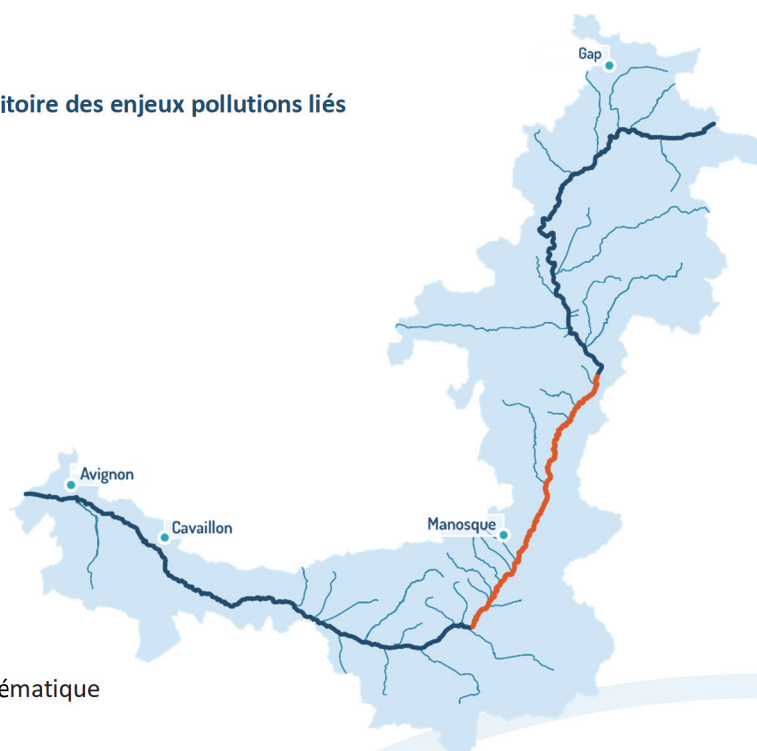 Gap
itoire des enjeux pollutions liés
Avignon
Cavaillon
Manosque
ématique